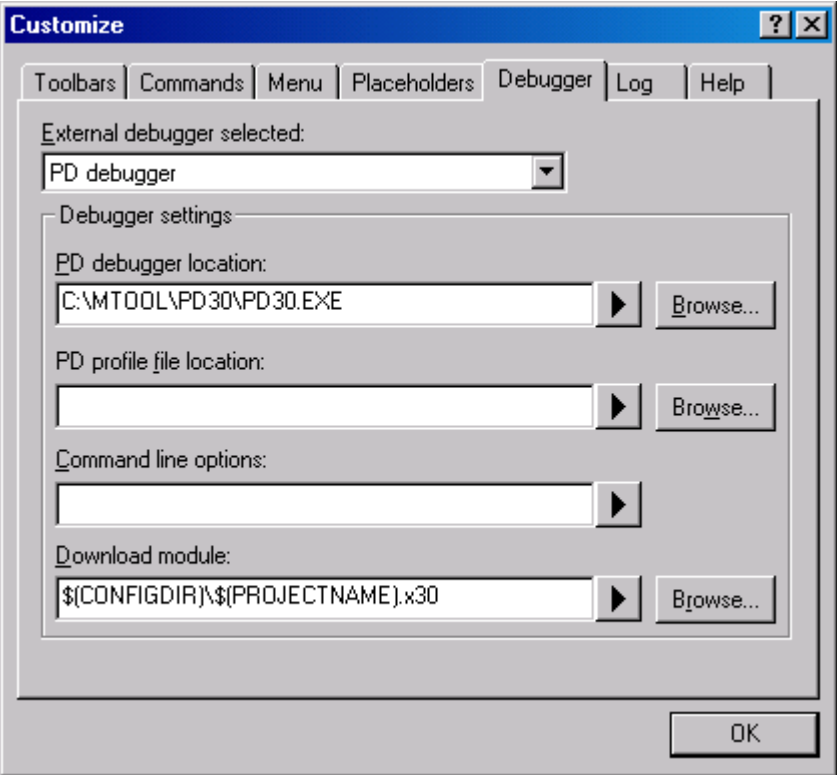 Customize
Toolbars Commands Menu Placeholders Debugger Log Help
External debugger selected:
PD debugger
Debugger settings
PD debugger location:
C:\MTOOL\PD30\PD30.EXE Browse...
PD profile file location:
Browse...
Command line options:
Download module:
$(CONFIGDIR)\$(PROJECTNAME).x30 Browse...
OK